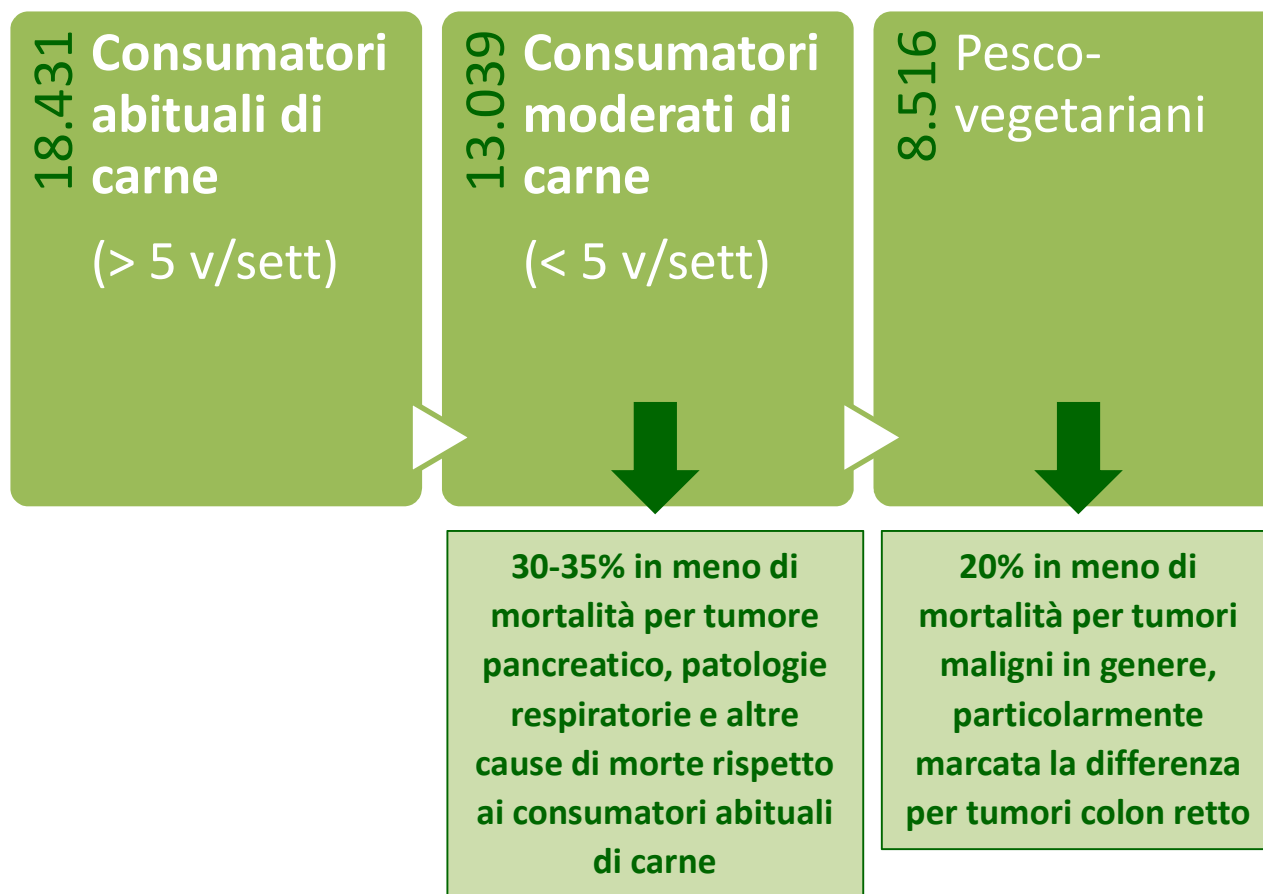 18.431
Consumatori
abituali di
carne
(> 5 v/sett)
13.039
Consumatori
moderati di
carne
(< 5 v/sett)
8.516
Pesco-
vegetariani
30-35% in meno di
mortalità per tumore
pancreatico, patologie
respiratorie e altre
cause di morte rispetto
ai consumatori abituali
di carne
20% in meno di
mortalità per tumori
maligni in genere,
particolarmente
marcata la differenza
per tumori colon retto